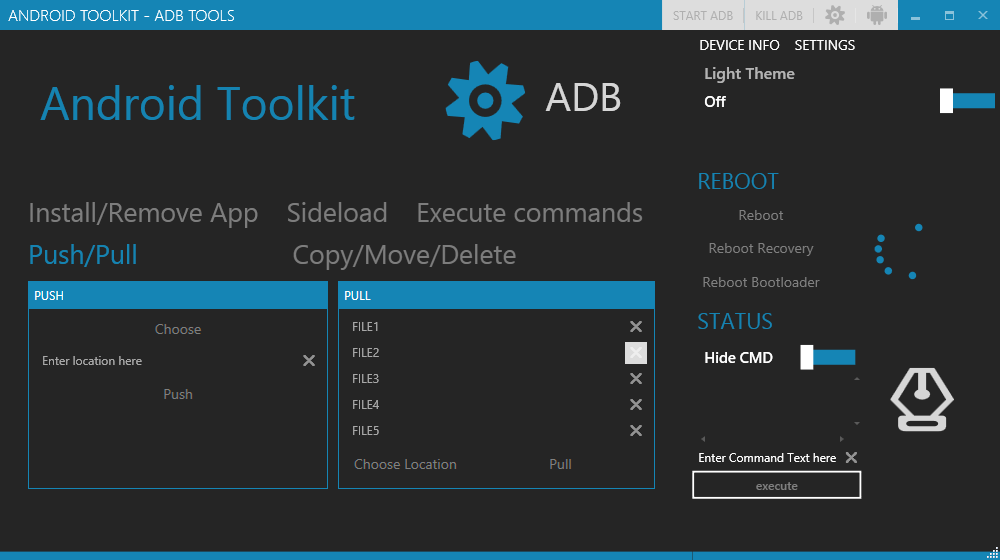 ANDROID TOOLKIT - ADB TOOLS
START ADB
KILL ADB
DEVICE INFO
SETTINGS
Light Theme
Off
Android Toolkit
ADB
Install/Remove App
Sideload
Execute commands
Push/Pull
Copy/Move/Delete
PUSH
Choose
Enter location here
Push
PULL
FILE1
FILE2
FILE3
FILE4
FILE5
Choose Location
Pull
REBOOT
Reboot
Reboot Recovery
Reboot Bootloader
STATUS
Hide CMD
Enter Command Text here
execute